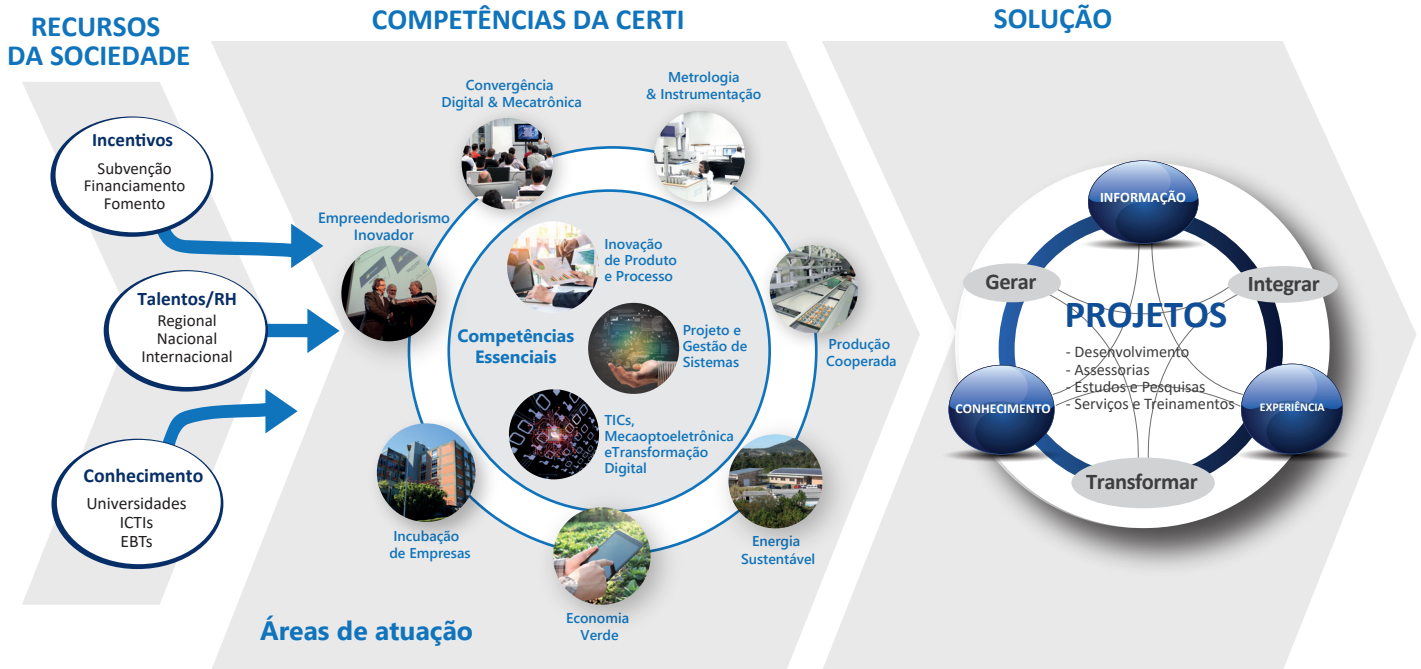 RECURSOS
DA SOCIEDADE
Incentivos
Subvenção
Financiamento
Fomento
Talentos/RH
Regional
Nacional
Internacional
Conhecimento
Universidades
ICTIs
EBTs
COMPETÊNCIAS DA CERTI
Convergência
Digital & Mecatrônica
Metrologia
& Instrumentação
Empreendedorismo
Inovador
Produção
Cooperada
Incubação
de Empresas
Energia
Sustentável
Economia
Verde
Competências
Essenciais
Inovação
de Produto
e Processo
Projeto e
Gestão de
Sistemas
TICs,
Mecaoptoeletrônica
eTransformação
Digital
Áreas de atuação
SOLUÇÃO
INFORMAÇÃO
Gerar
Integrar
PROJETOS
- Desenvolvimento
- Assessorias
- Estudos e Pesquisas
- Serviços e Treinamentos
CONHECIMENTO
EXPERIÊNCIA
Transformar